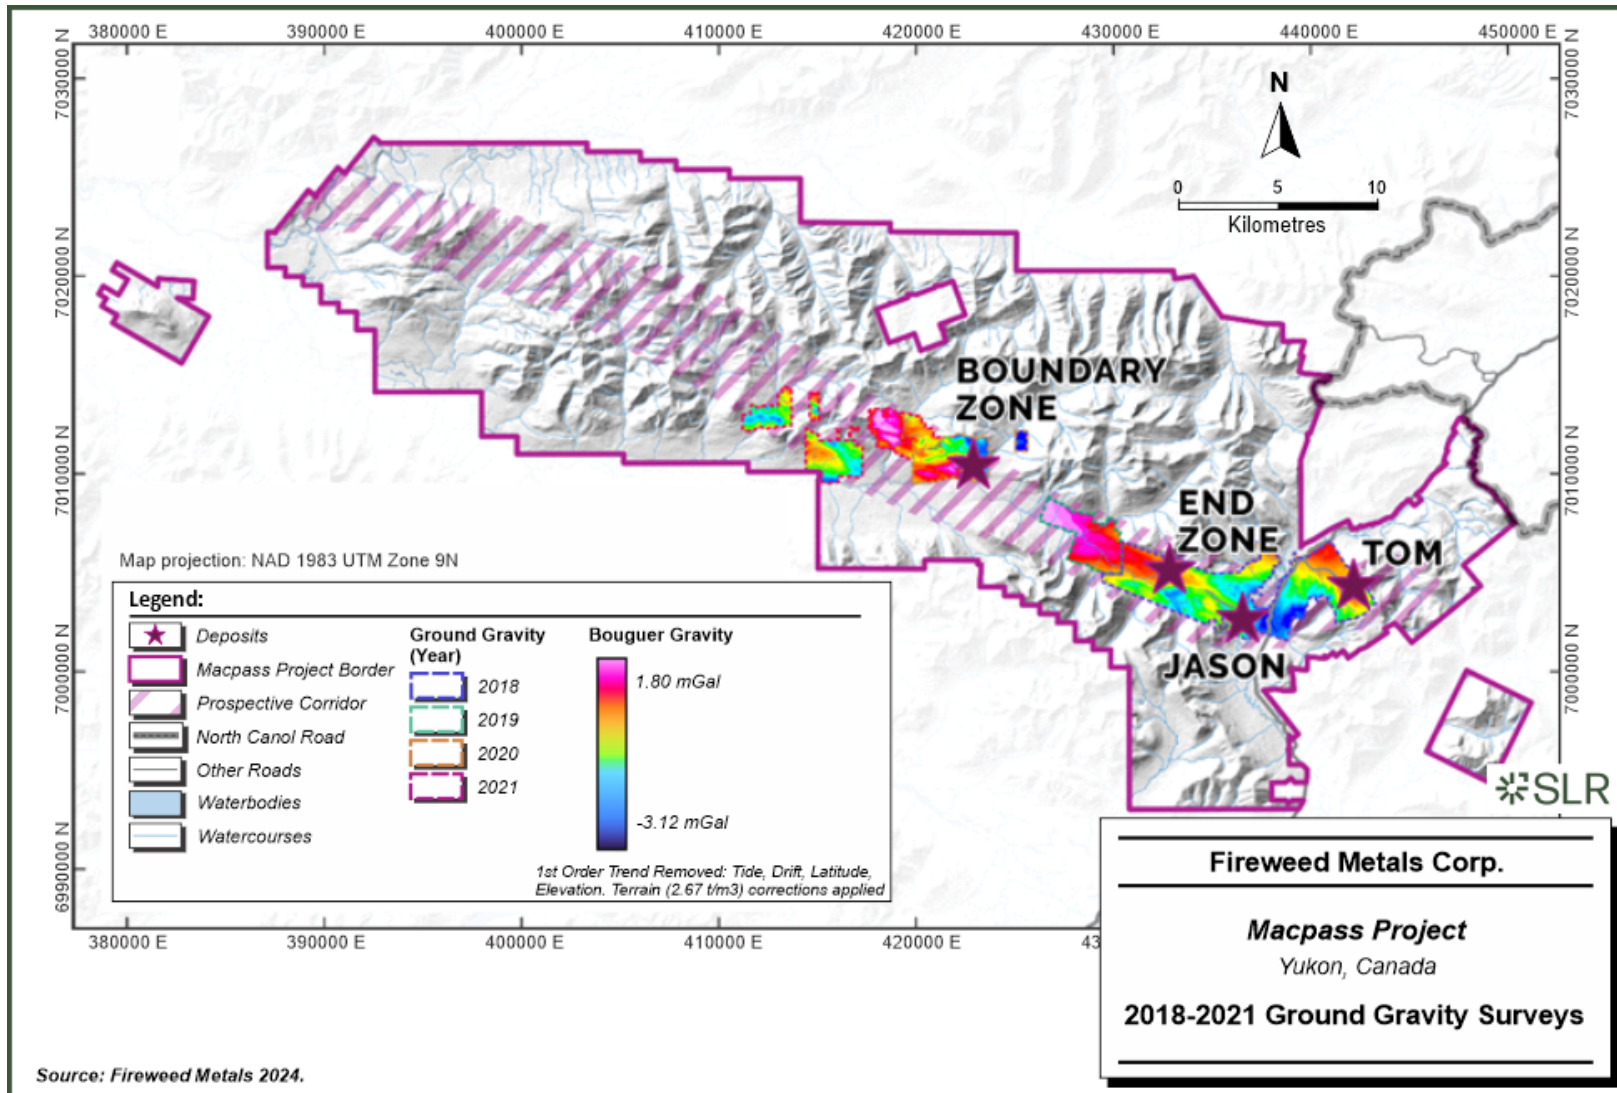 380000 E 390000 E 400000 E 410000 E 420000 E 430000 E 440000 E 450000 E
7030000 N
7020000 N
7010000 N
7000000 N
6990000 N
7030000 N
7020000 N
7010000 N
7000000 N
N
0 5 10
Kilometres
BOUNDARY
ZONE
END
ZONE
TOM
JASON
Map projection: NAD 1983 UTM Zone 9N
Legend:
Deposits
Macpass Project Border
Prospective Corridor
North Canol Road
Other Roads
Waterbodies
Watercourses
Ground Gravity
(Year)
2018
2019
2020
2021
Bouguer Gravity
1.80 mGal
-3.12 mGal
1st Order Trend Removed: Tide, Drift, Latitude,
Elevation. Terrain (2.67 t/m3) corrections applied
380000 E 390000 E 400000 E 410000 E 420000 E 43
SLR
Fireweed Metals Corp.
Macpass Project
Yukon, Canada
2018-2021 Ground Gravity Surveys
Source: Fireweed Metals 2024.